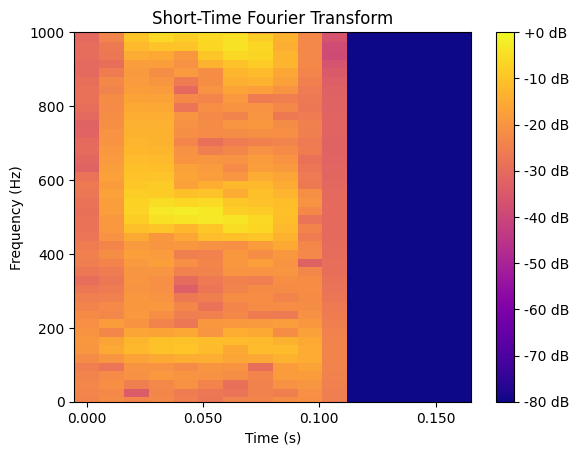 Short-Time Fourier Transform
1000
800
600
400
200
0
Frequency (Hz)
0.000
0.050
0.100
0.150
Time (s)
+0 dB
-10 dB
-20 dB
-30 dB
-40 dB
-50 dB
-60 dB
-70 dB
-80 dB